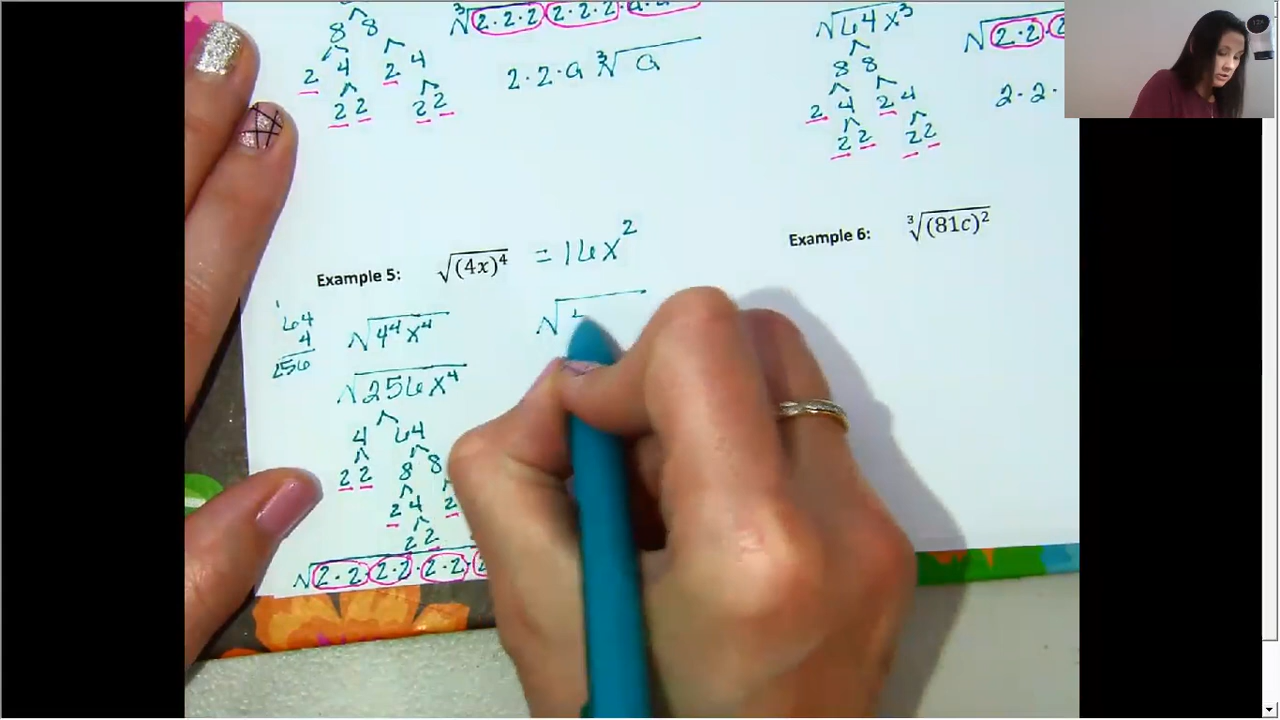 8 8
2 4 2 4
2 2 2 2
∛2·2·2·2·2·2·a·a·
2·2·a ∛a
√64x³
8 8
2 4 2 4
2 2 2 2
√2·2·2
2·2·
Example 5: √(4x)⁴ = 16x²
64
4
256
√4⁴x⁴
√256x⁴
4 64
2 2 8 8
2 4 2
2 2
√2·2·2·2·2·2·2
Example 6: ∛(81c)²